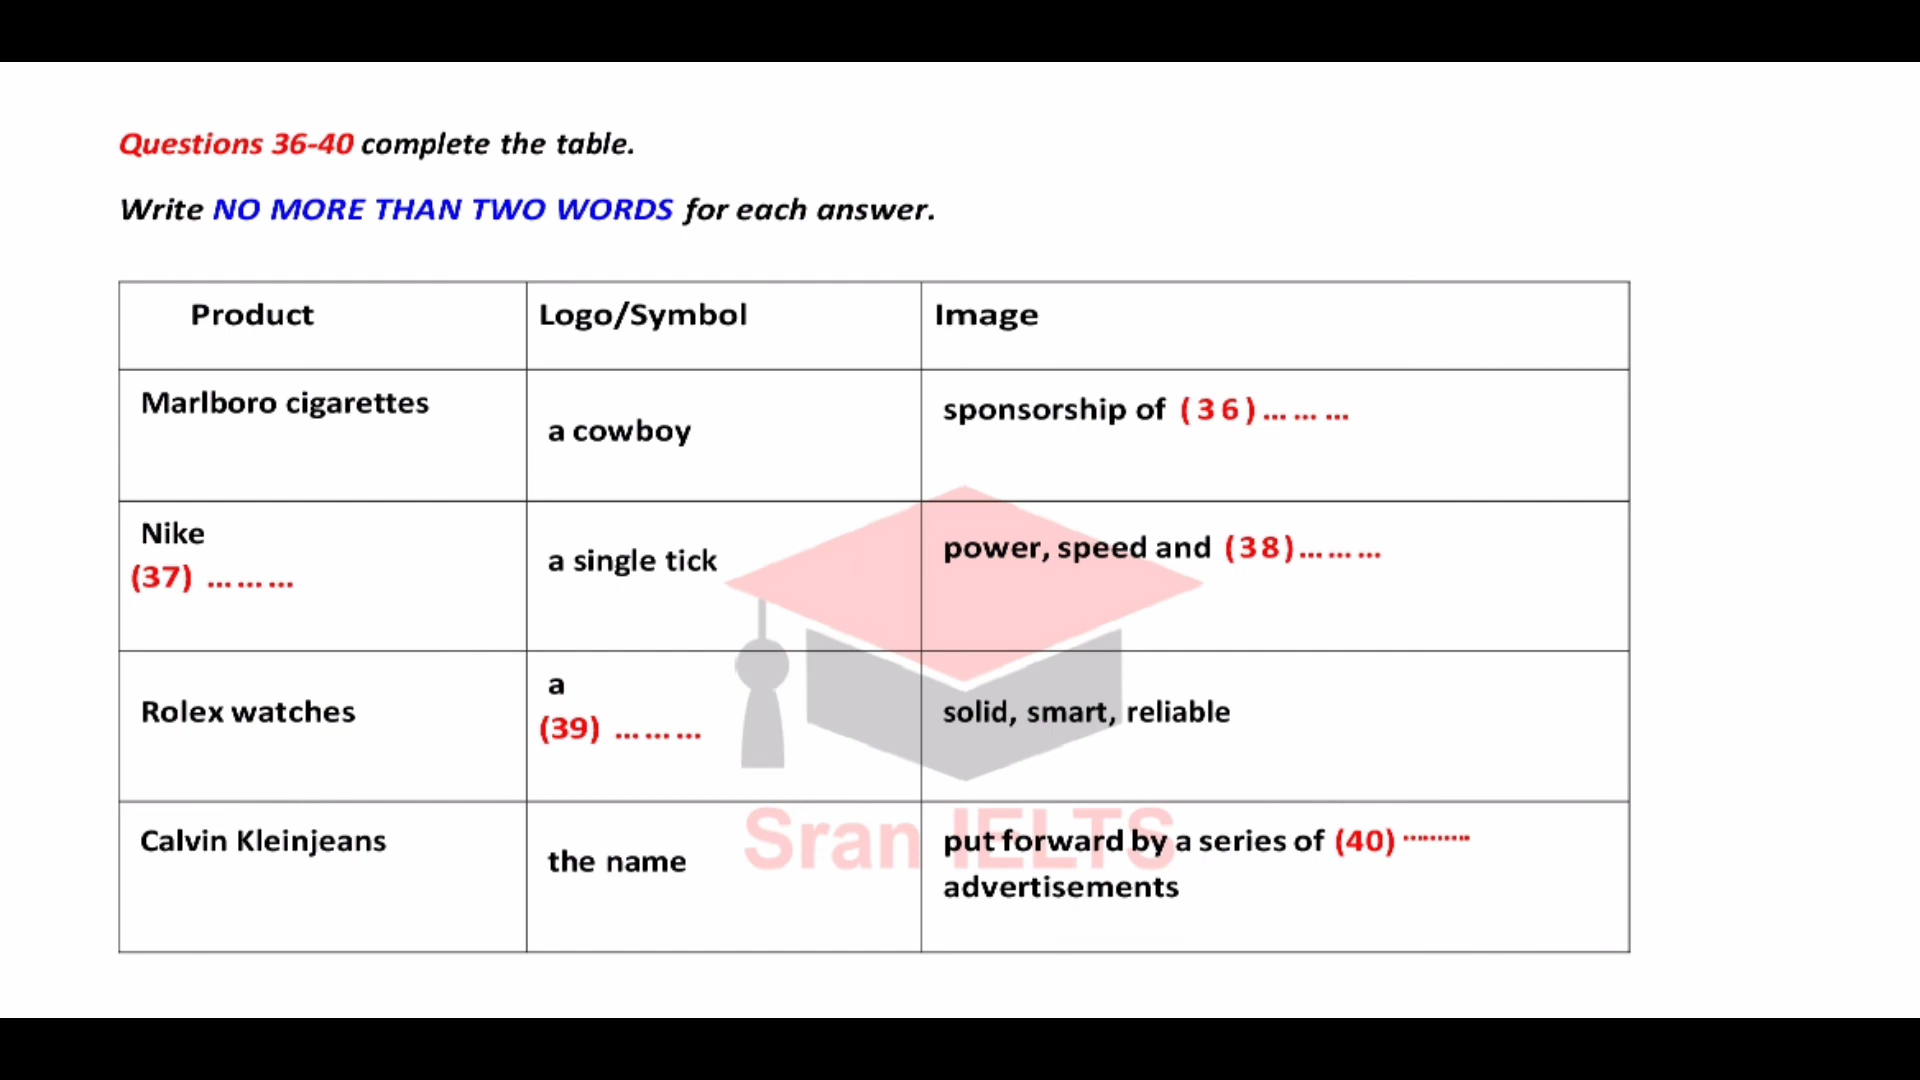 Questions 36-40 complete the table.
Write NO MORE THAN TWO WORDS for each answer.
Product Logo/Symbol Image
Marlboro cigarettes
a cowboy
sponsorship of (36)... ... ...
Nike
(37) ... ... ...
a single tick
power, speed and (38)... ... ...
Rolex watches
a
(39) ... ... ...
solid, smart, reliable
Calvin Kleinjeans
the name
put forward by a series of (40) ..........
advertisements
Sran IELTS